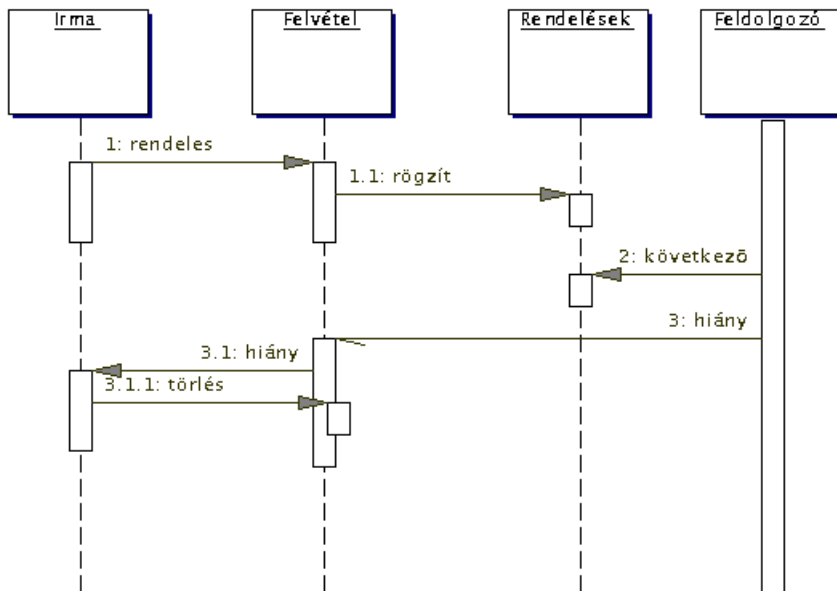 Irma
Felvétel
Rendelések
Feldolgozó
1: rendeles
1.1: rögzít
2: következõ
3: hiány
3.1: hiány
3.1.1: törlés